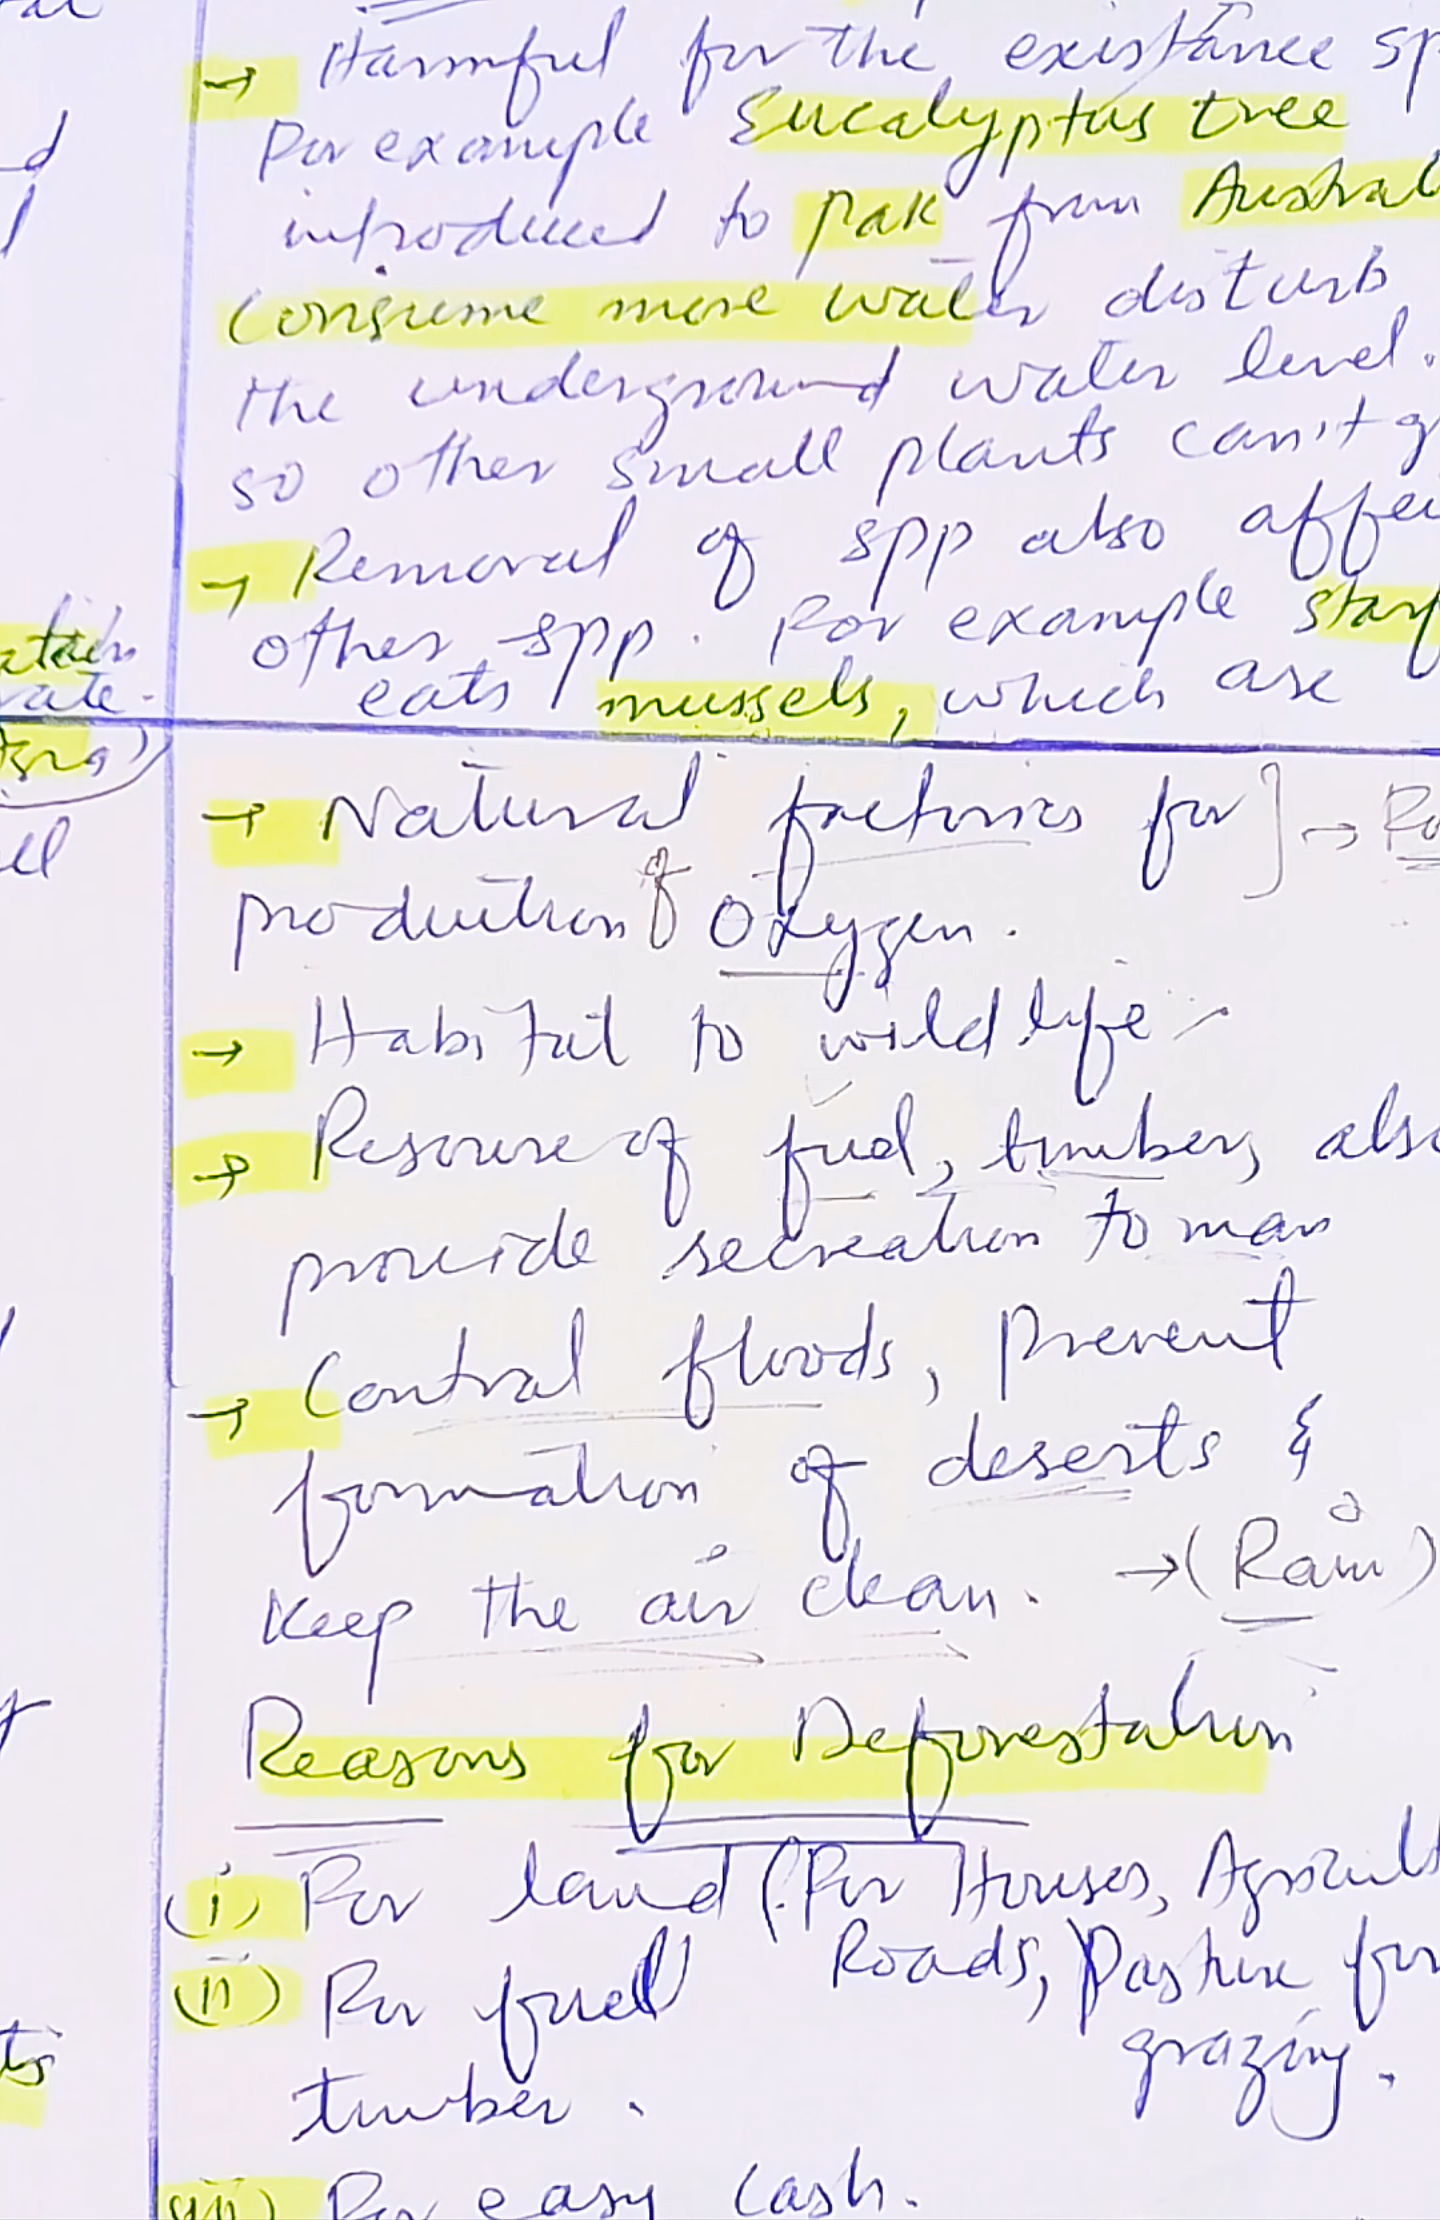 → Harmful for the existance
For example Eucalyptus tree
introduced to Pak from
Consume more water disturb
the underground water level.
so other small plants can't
→ Removal of spp also
other spp. For example
eats mussels, which are
→ Natural factories for] →
production of Oxygen.
→ Habitat to wild life
→ Resourse of fuel, timber, also
provide recreation to man
→ Control floods, prevent
formation of deserts &
keep the air clean. → (Rain)
Reasons for Deforestation
(i) For land (For Houses,
Roads, Pasture for
grazing.
(ii) For fuel
timber.
(iii) For easy cash.